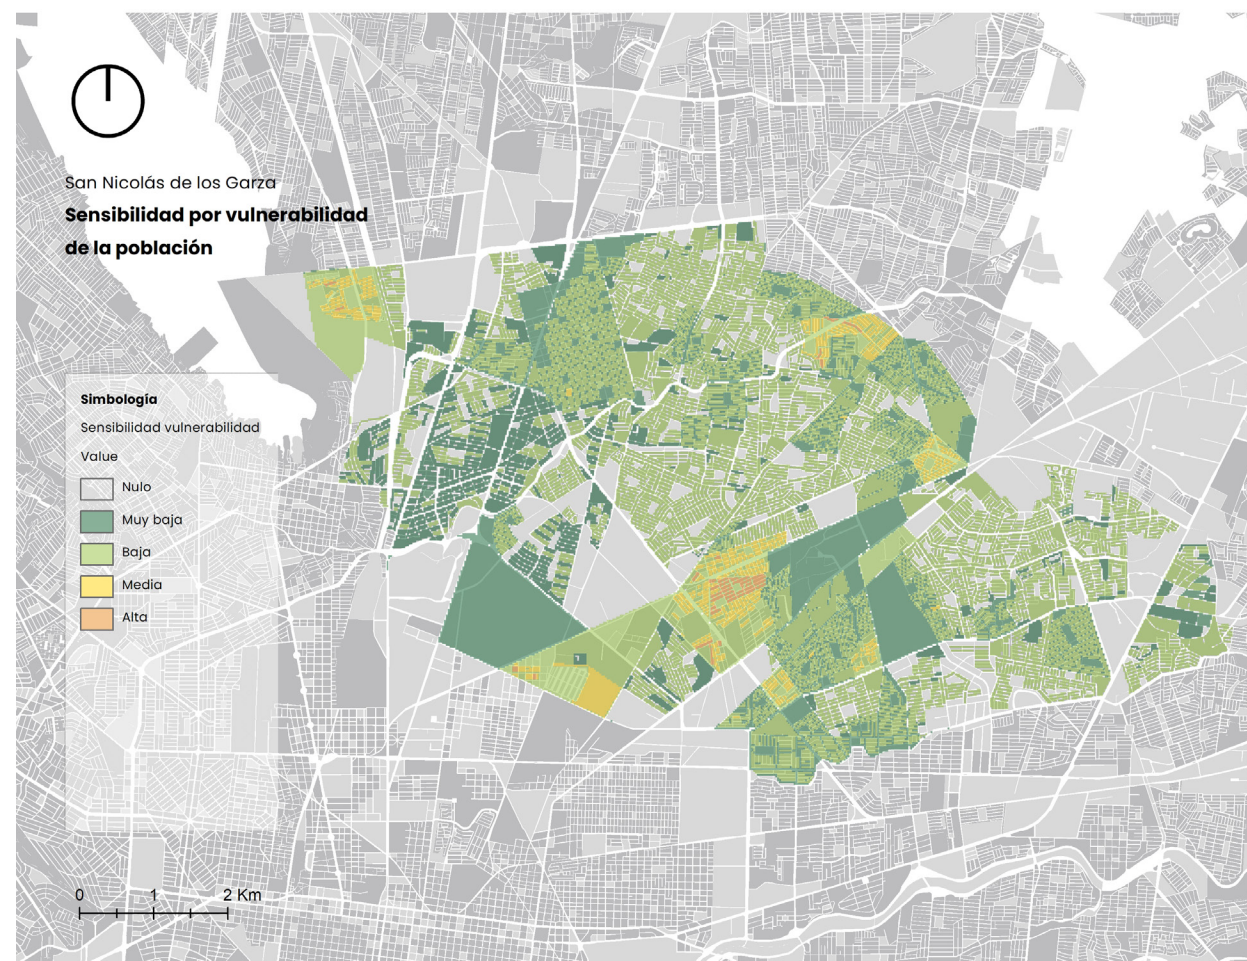 San Nicolás de los Garza
Sensibilidad por vulnerabilidad
de la población
Simbología
Sensibilidad vulnerabilidad
Value
Nulo
Muy baja
Baja
Media
Alta
0 1 2 Km